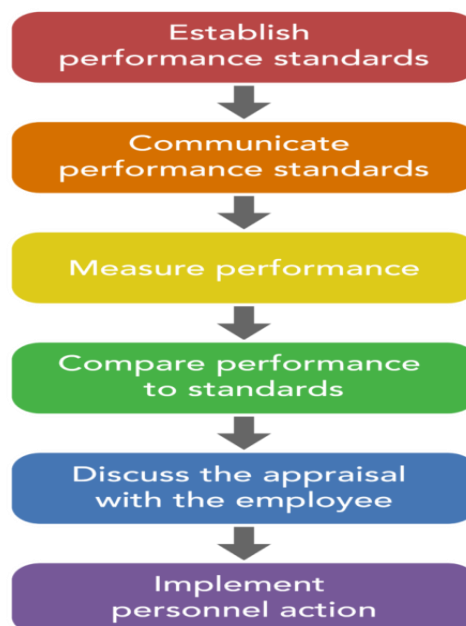 Establish
performance standards
Communicate
performance standards
Measure performance
Compare performance
to standards
Discuss the appraisal
with the employee
Implement
personnel action